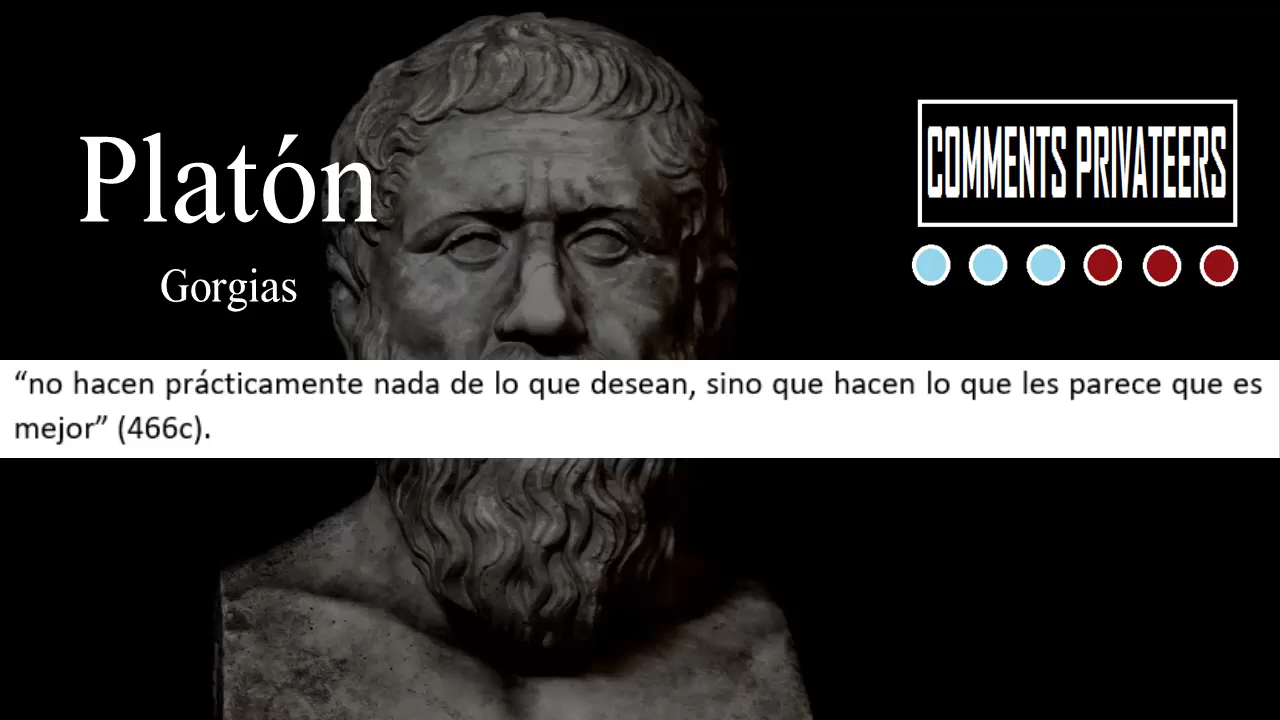 Platón
Gorgias
COMMENTS PRIVATEERS
“no hacen prácticamente nada de lo que desean, sino que hacen lo que les parece que es
mejor” (466c).